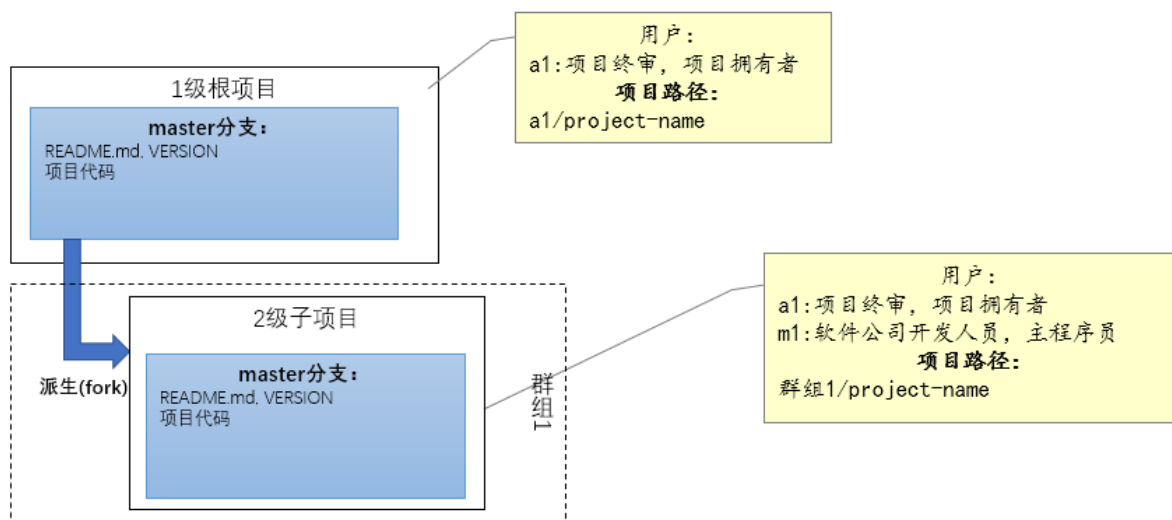 用户：
a1:项目终审，项目拥有者
项目路径：
a1/project-name
1级根项目
master分支：
README.md, VERSION
项目代码
用户：
a1:项目终审，项目拥有者
m1:软件公司开发人员，主程序员
项目路径：
群组1/project-name
2级子项目
master分支：
README.md, VERSION
项目代码
派生(fork)
群组1